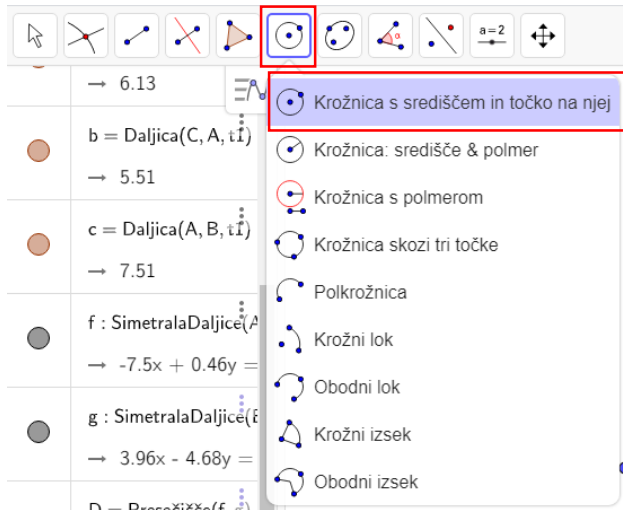 a = 2
→ 6.13
b = Daljica(C, A, t1)
→ 5.51
c = Daljica(A, B, t1)
→ 7.51
f : SimetralaDaljice(A
→ -7.5x + 0.46y =
g : SimetralaDaljice(B
→ 3.96x - 4.68y =
D = Presečišče(f, g)
Krožnica s središčem in točko na njej
Krožnica: središče & polmer
Krožnica s polmerom
Krožnica skozi tri točke
Polkrožnica
Krožni lok
Obodni lok
Krožni izsek
Obodni izsek